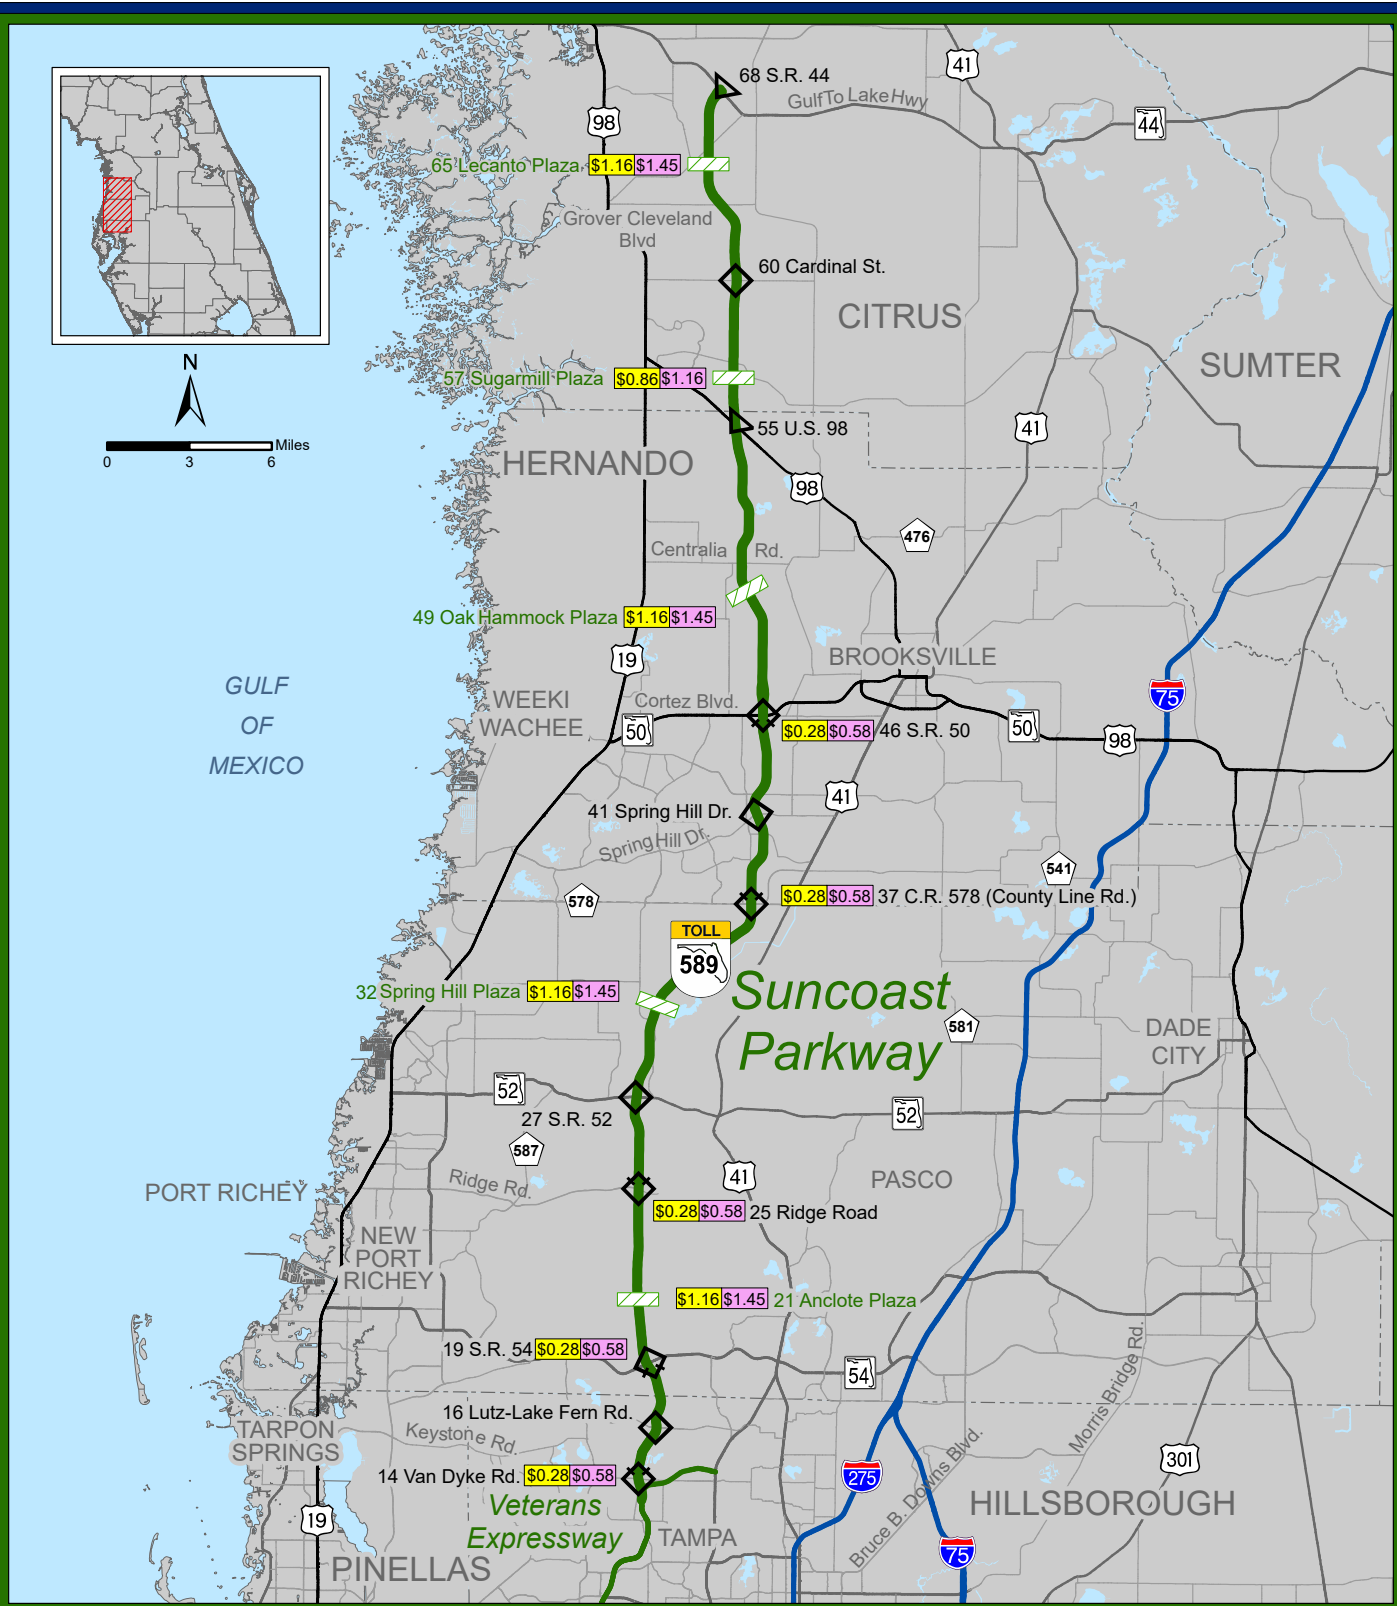 68 S.R. 44
41
Gulf To Lake Hwy
98
44
65 Lecanto Plaza $1.16 $1.45
Grover Cleveland
Blvd
60 Cardinal St.
CITRUS
N
SUMTER
57 Sugarmill Plaza $0.86 $1.16
55 U.S. 98
41
Miles
0 3 6
HERNANDO
98
476
Centralia Rd.
49 Oak Hammock Plaza $1.16 $1.45
19
BROOKSVILLE
GULF
OF
MEXICO
WEEKI
WACHEE
Cortez Blvd.
75
50
$0.28 $0.58 46 S.R. 50
50
98
41
41 Spring Hill Dr.
Spring Hill Dr.
541
578
$0.28 $0.58 37 C.R. 578 (County Line Rd.)
TOLL
589
32 Spring Hill Plaza $1.16 $1.45
Suncoast
Parkway
581
DADE
CITY
52
27 S.R. 52
52
587
Ridge Rd.
41
PASCO
PORT RICHEY
$0.28 $0.58 25 Ridge Road
NEW
PORT
RICHEY
$1.16 $1.45 21 Anclote Plaza
19 S.R. 54 $0.28 $0.58
54
Morris Bridge Rd.
16 Lutz-Lake Fern Rd.
TARPON
SPRINGS
Keystone Rd.
301
14 Van Dyke Rd. $0.28 $0.58
275
Bruce B. Downs Blvd.
HILLSBOROUGH
Veterans
Expressway
19
TAMPA
75
PINELLAS